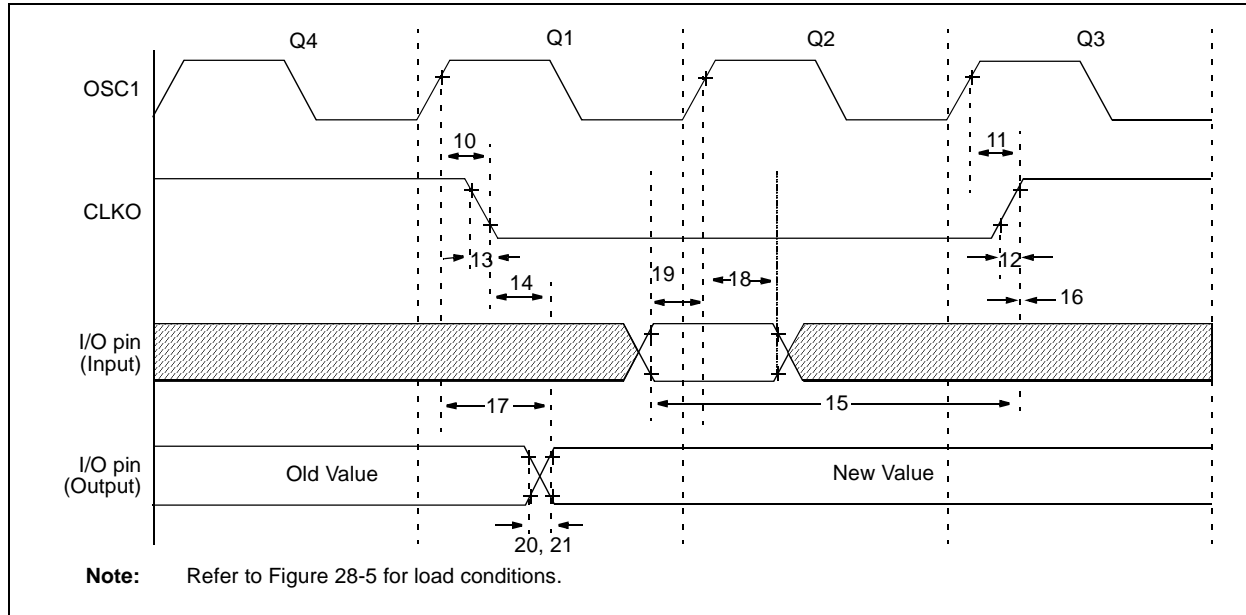 Q4 Q1 Q2 Q3
OSC1
10
11
CLKO
13
12
14
19
18
16
I/O pin
(Input)
17
15
I/O pin
(Output)
Old Value
New Value
20, 21
Note: Refer to Figure 28-5 for load conditions.